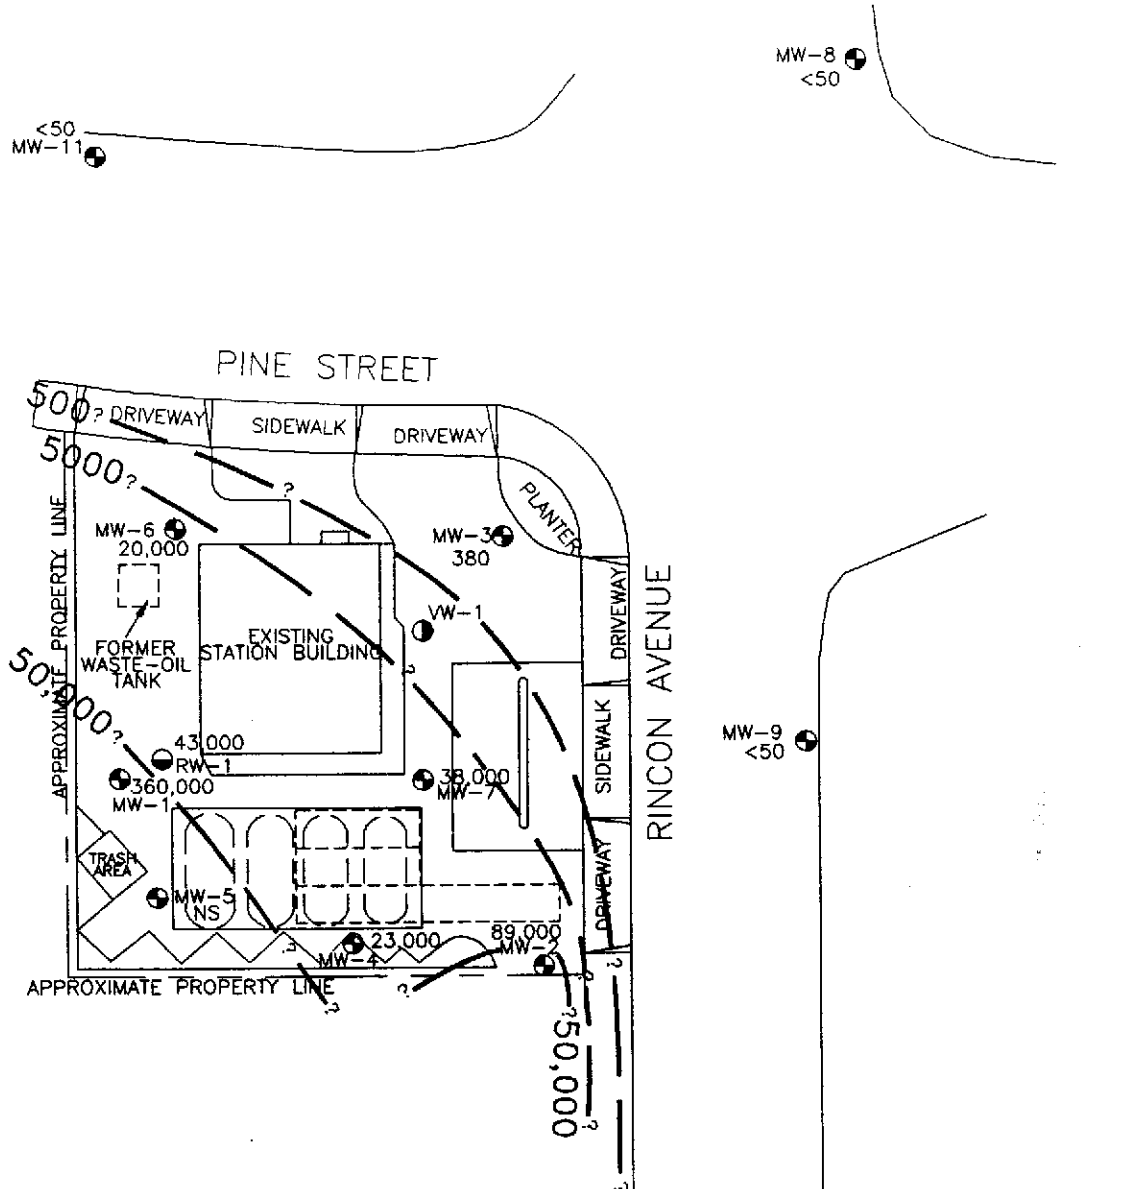 MW-8
<50
<50
MW-11
PINE STREET
500?
DRIVEWAY
SIDEWALK
DRIVEWAY
5000?
?
PLANTER
MW-6
20,000
MW-3
380
APPROXIMATE PROPERTY LINE
DRIVEWAY
RINCON AVENUE
VW-1
FORMER
WASTE-OIL
TANK
EXISTING
STATION BUILDING
?
50,000?
SIDEWALK
MW-9
<50
43,000
RW-1
360,000
MW-1
38,000
MW-7
TRASH
AREA
DRIVEWAY
MW-5
NS
?
23,000
MW-4
89,000
MW-2
?
?
APPROXIMATE PROPERTY LINE
?
?
?50,000
?
?